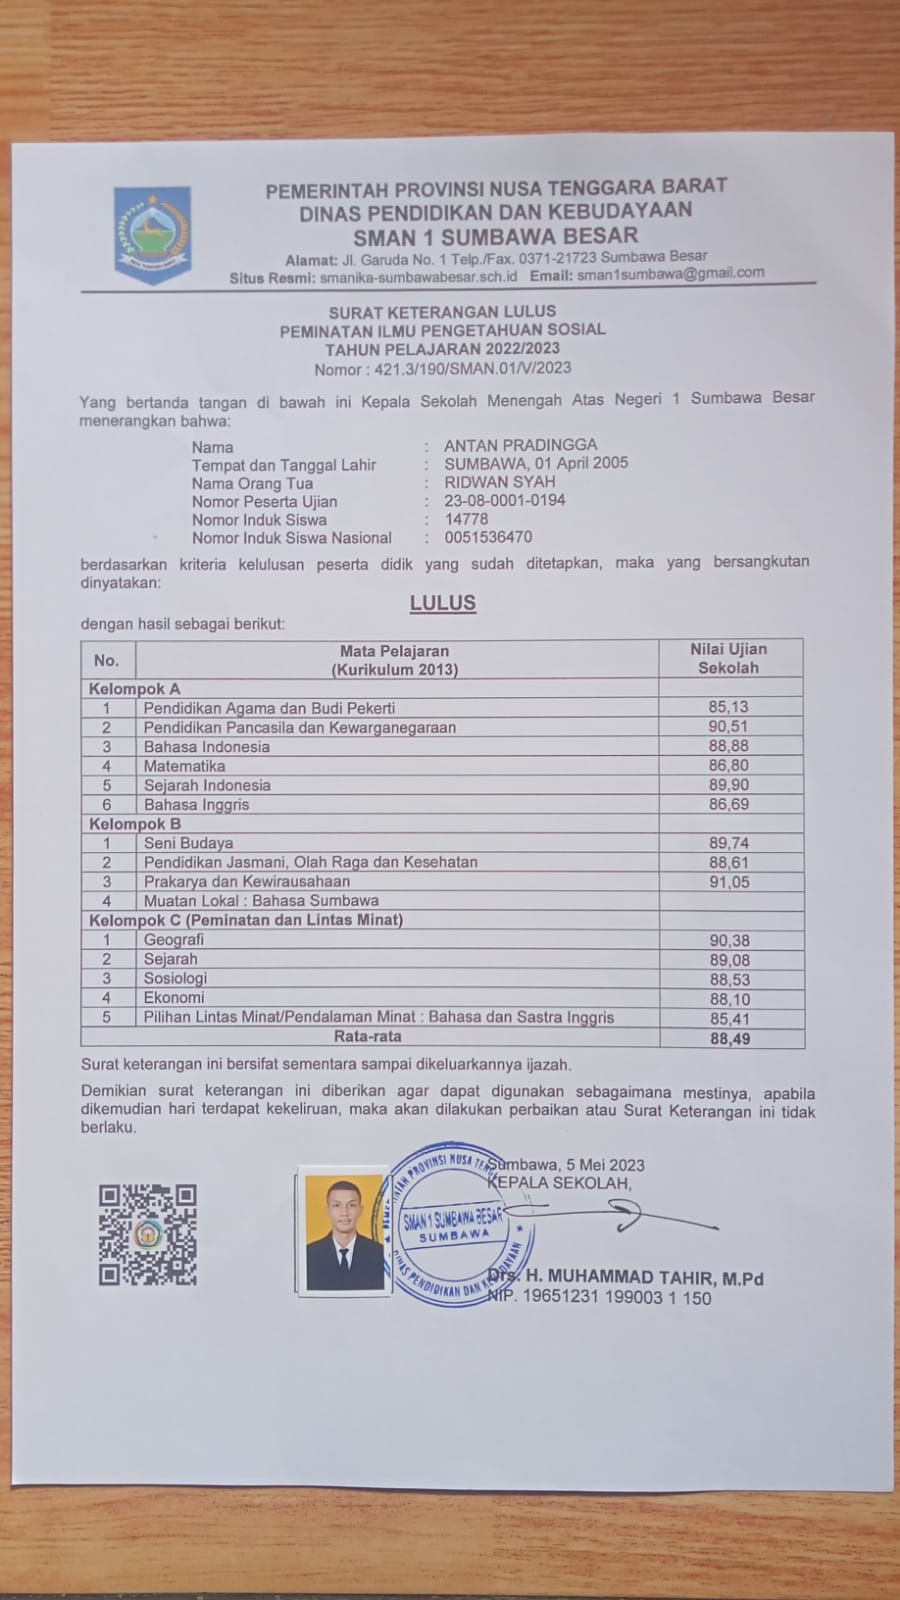 PEMERINTAH PROVINSI NUSA TENGGARA BARAT
DINAS PENDIDIKAN DAN KEBUDAYAAN
SMAN 1 SUMBAWA BESAR
Alamat: Jl. Garuda No. 1 Telp./Fax. 0371-21723 Sumbawa Besar
Situs Resmi: smanika-sumbawabesar.sch.id Email: sman1sumbawa@gmail.com
SURAT KETERANGAN LULUS
PEMINATAN ILMU PENGETAHUAN SOSIAL
TAHUN PELAJARAN 2022/2023
Nomor : 421.3/190/SMAN.01/V/2023
Yang bertanda tangan di bawah ini Kepala Sekolah Menengah Atas Negeri 1 Sumbawa Besar
menerangkan bahwa:
Nama : ANTAN PRADINGGA
Tempat dan Tanggal Lahir : SUMBAWA, 01 April 2005
Nama Orang Tua : RIDWAN SYAH
Nomor Peserta Ujian : 23-08-0001-0194
Nomor Induk Siswa : 14778
Nomor Induk Siswa Nasional : 0051536470
berdasarkan kriteria kelulusan peserta didik yang sudah ditetapkan, maka yang bersangkutan
dinyatakan:
LULUS
dengan hasil sebagai berikut:
No. Mata Pelajaran (Kurikulum 2013) Nilai Ujian Sekolah
Kelompok A
1 Pendidikan Agama dan Budi Pekerti 85,13
2 Pendidikan Pancasila dan Kewarganegaraan 90,51
3 Bahasa Indonesia 88,88
4 Matematika 86,80
5 Sejarah Indonesia 89,90
6 Bahasa Inggris 86,69
Kelompok B
1 Seni Budaya 89,74
2 Pendidikan Jasmani, Olah Raga dan Kesehatan 88,61
3 Prakarya dan Kewirausahaan 91,05
4 Muatan Lokal : Bahasa Sumbawa
Kelompok C (Peminatan dan Lintas Minat)
1 Geografi 90,38
2 Sejarah 89,08
3 Sosiologi 88,53
4 Ekonomi 88,10
5 Pilihan Lintas Minat/Pendalaman Minat : Bahasa dan Sastra Inggris 85,41
Rata-rata 88,49
Surat keterangan ini bersifat sementara sampai dikeluarkannya ijazah.
Demikian surat keterangan ini diberikan agar dapat digunakan sebagaimana mestinya, apabila
dikemudian hari terdapat kekeliruan, maka akan dilakukan perbaikan atau Surat Keterangan ini tidak
berlaku.
Sumbawa, 5 Mei 2023
KEPALA SEKOLAH,
PROVINSI NUSA
SMAN 1 SUMBAWA BESAR
SUMBAWA
DINAS PENDIDIKAN DAN KEBUDAYAAN
Drs. H. MUHAMMAD TAHIR, M.Pd
NIP. 19651231 199003 1 150